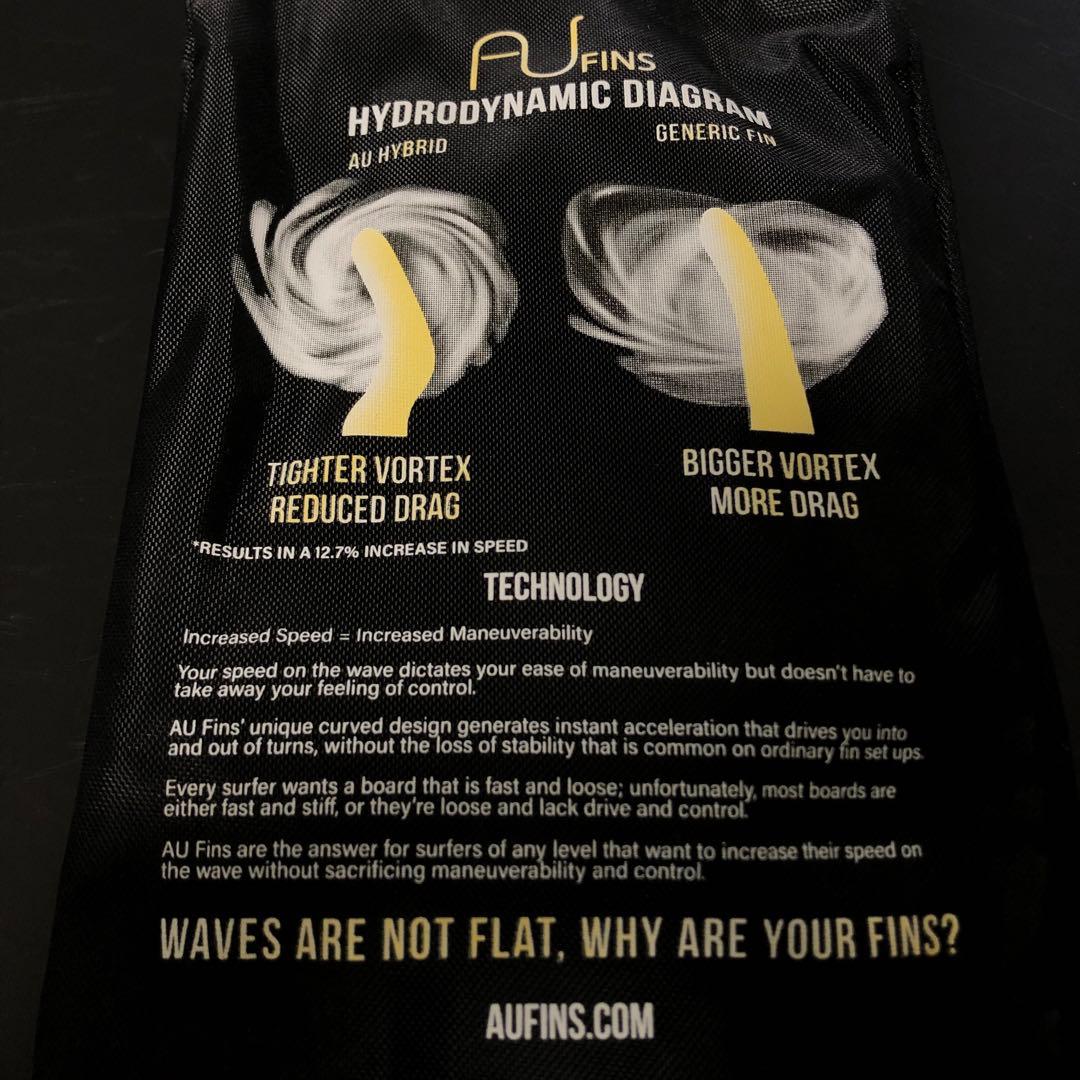 AU FINS
HYDRODYNAMIC DIAGRAM
AU HYBRID
GENERIC FIN
TIGHTER VORTEX
REDUCED DRAG
BIGGER VORTEX
MORE DRAG
*RESULTS IN A 12.7% INCREASE IN SPEED
TECHNOLOGY
Increased Speed = Increased Maneuverability
Your speed on the wave dictates your ease of maneuverability but doesn't have to
take away your feeling of control.
AU Fins' unique curved design generates instant acceleration that drives you into
and out of turns, without the loss of stability that is common on ordinary fin set ups.
Every surfer wants a board that is fast and loose; unfortunately, most boards are
either fast and stiff, or they're loose and lack drive and control.
AU Fins are the answer for surfers of any level that want to increase their speed on
the wave without sacrificing maneuverability and control.
WAVES ARE NOT FLAT, WHY ARE YOUR FINS?
AUFINS.COM